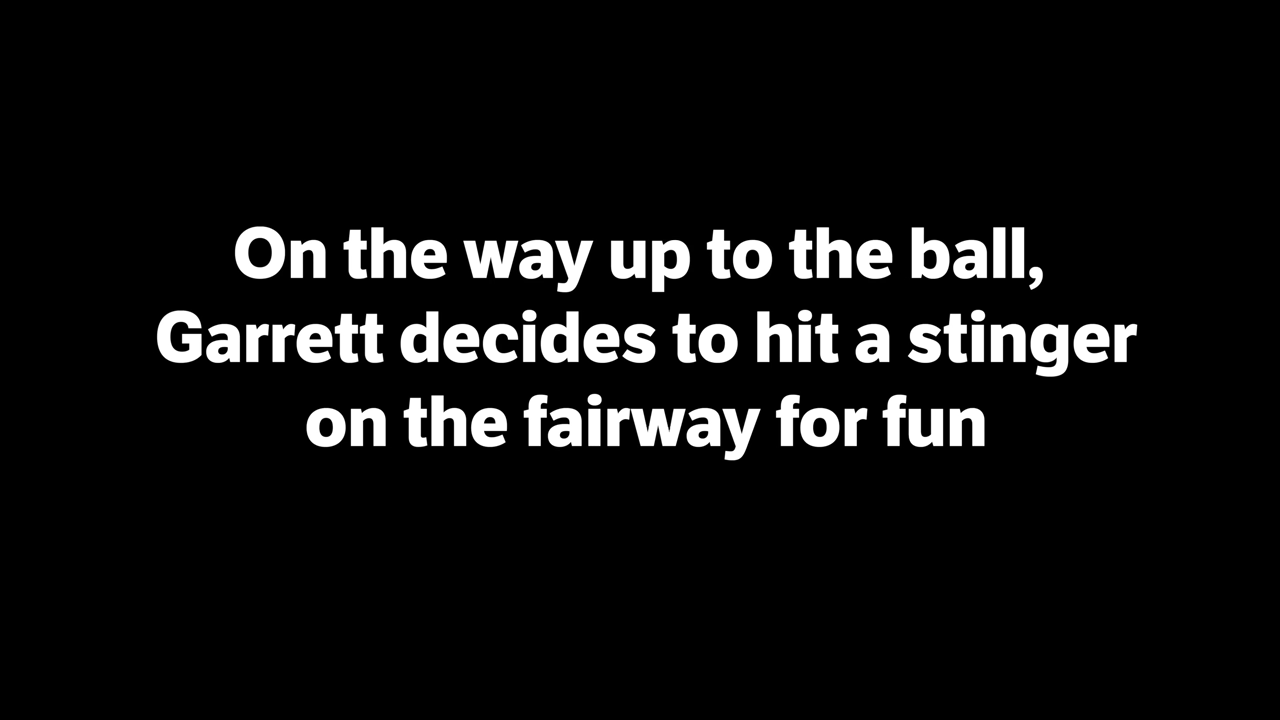 On the way up to the ball,
Garrett decides to hit a stinger
on the fairway for fun